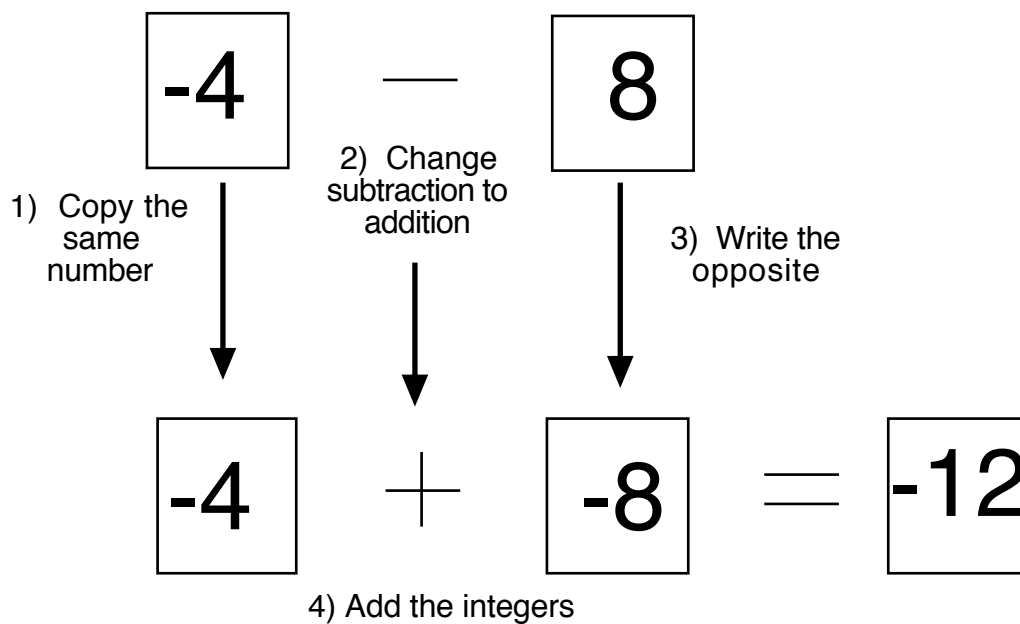 -4 — 8
1) Copy the
same
number
2) Change
subtraction to
addition
3) Write the
opposite
-4 + -8 = -12
4) Add the integers